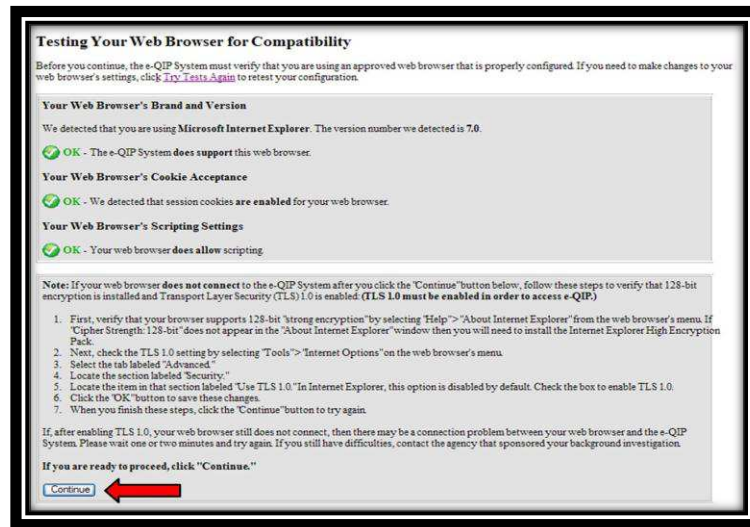 Testing Your Web Browser for Compatibility
Before you continue, the e-QIP System must verify that you are using an approved web browser that is properly configured. If you need to make changes to your
web browser's settings, click Try Tests Again to retest your configuration.
Your Web Browser's Brand and Version
We detected that you are using Microsoft Internet Explorer. The version number we detected is 7.0.
OK - The e-QIP System does support this web browser.
Your Web Browser's Cookie Acceptance
OK - We detected that session cookies are enabled for your web browser.
Your Web Browser's Scripting Settings
OK - Your web browser does allow scripting.
Note: If your web browser does not connect to the e-QIP System after you click the "Continue" button below, follow these steps to verify that 128-bit
encryption is installed and Transport Layer Security (TLS) 1.0 is enabled: (TLS 1.0 must be enabled in order to access e-QIP.)
1. First, verify that your browser supports 128-bit "strong encryption" by selecting "Help" > "About Internet Explorer" from the web browser's menu. If
"Cipher Strength: 128-bit" does not appear in the "About Internet Explorer" window then you will need to install the Internet Explorer High Encryption
Pack.
2. Next, check the TLS 1.0 setting by selecting "Tools" > "Internet Options" on the web browser's menu.
3. Select the tab labeled "Advanced."
4. Locate the section labeled "Security."
5. Locate the item in that section labeled "Use TLS 1.0." In Internet Explorer, this option is disabled by default. Check the box to enable TLS 1.0.
6. Click the "OK" button to save these changes.
7. When you finish these steps, click the "Continue" button to try again.
If, after enabling TLS 1.0, your web browser still does not connect, then there may be a connection problem between your web browser and the e-QIP
System. Please wait one or two minutes and try again. If you still have difficulties, contact the agency that sponsored your background investigation.
If you are ready to proceed, click "Continue."
Continue